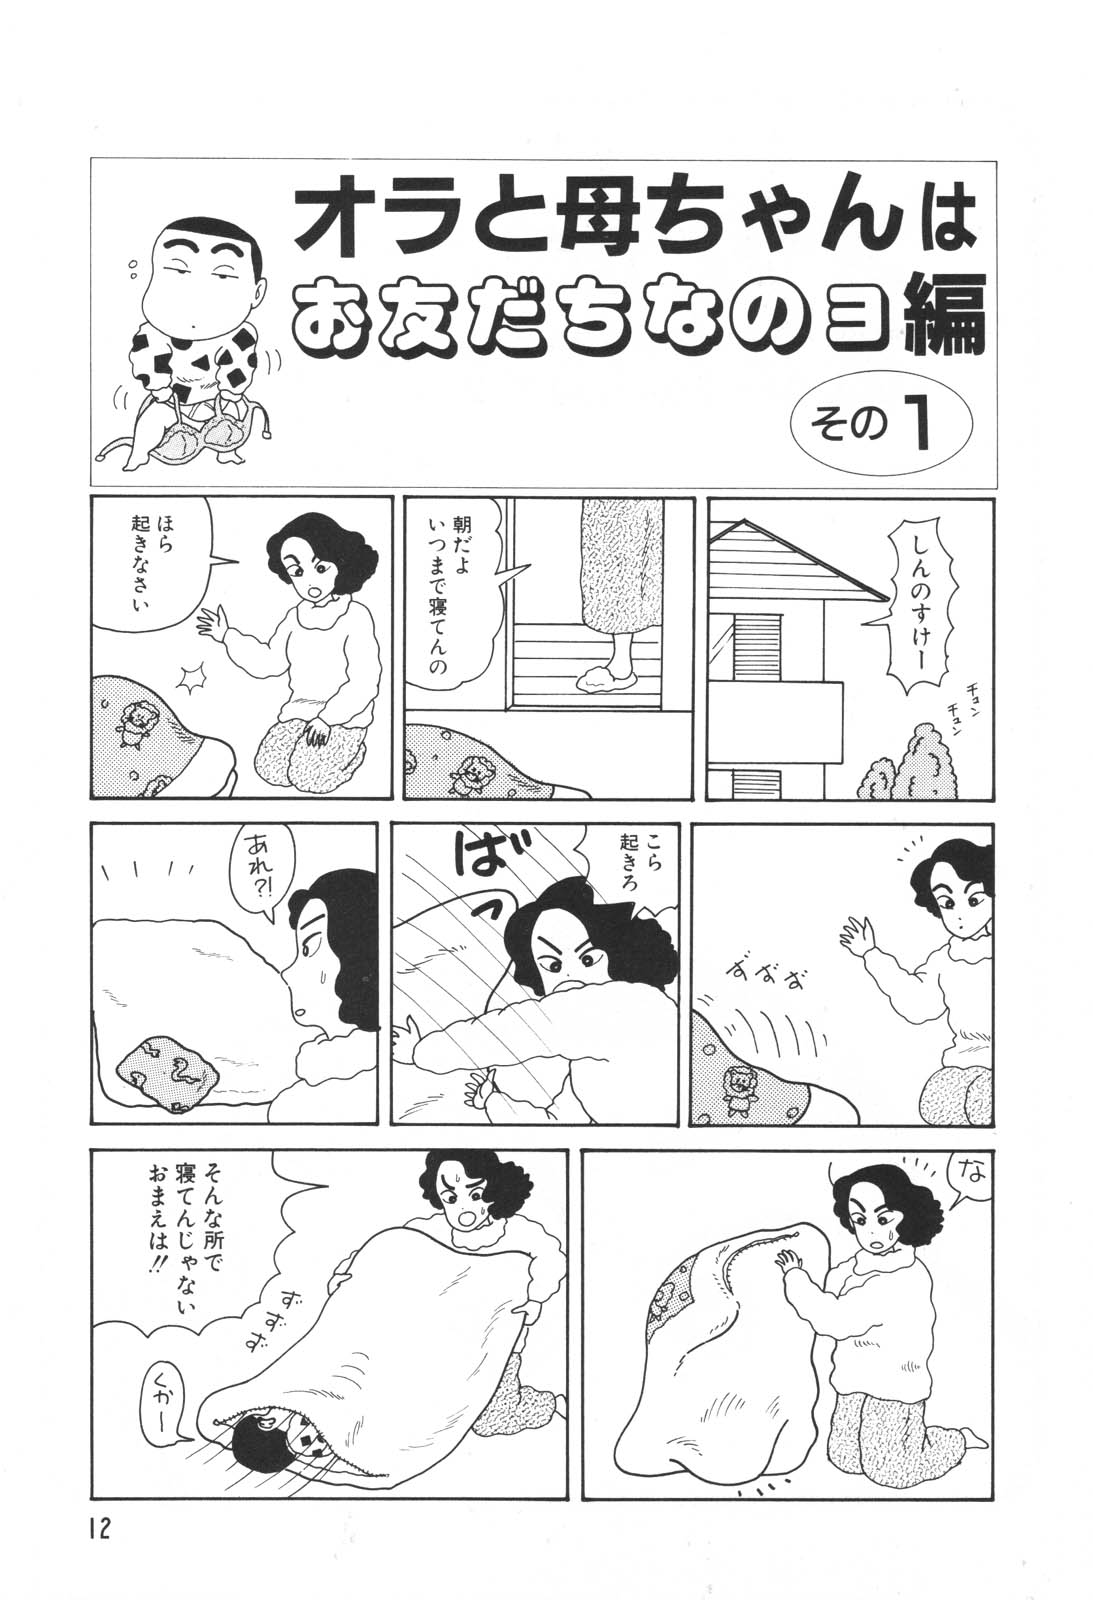 オラと母ちゃんは
お友だちなのヨ編
その1
しんのすけー
チュン
チュン
朝だよ
いつまで寝てんの
ほら
起きなさい
ずずず
こら
起きろ
ばっ
あれ?!
な
そんな所で
寝てんじゃない
おまえは!!
ずずず
くかー
12